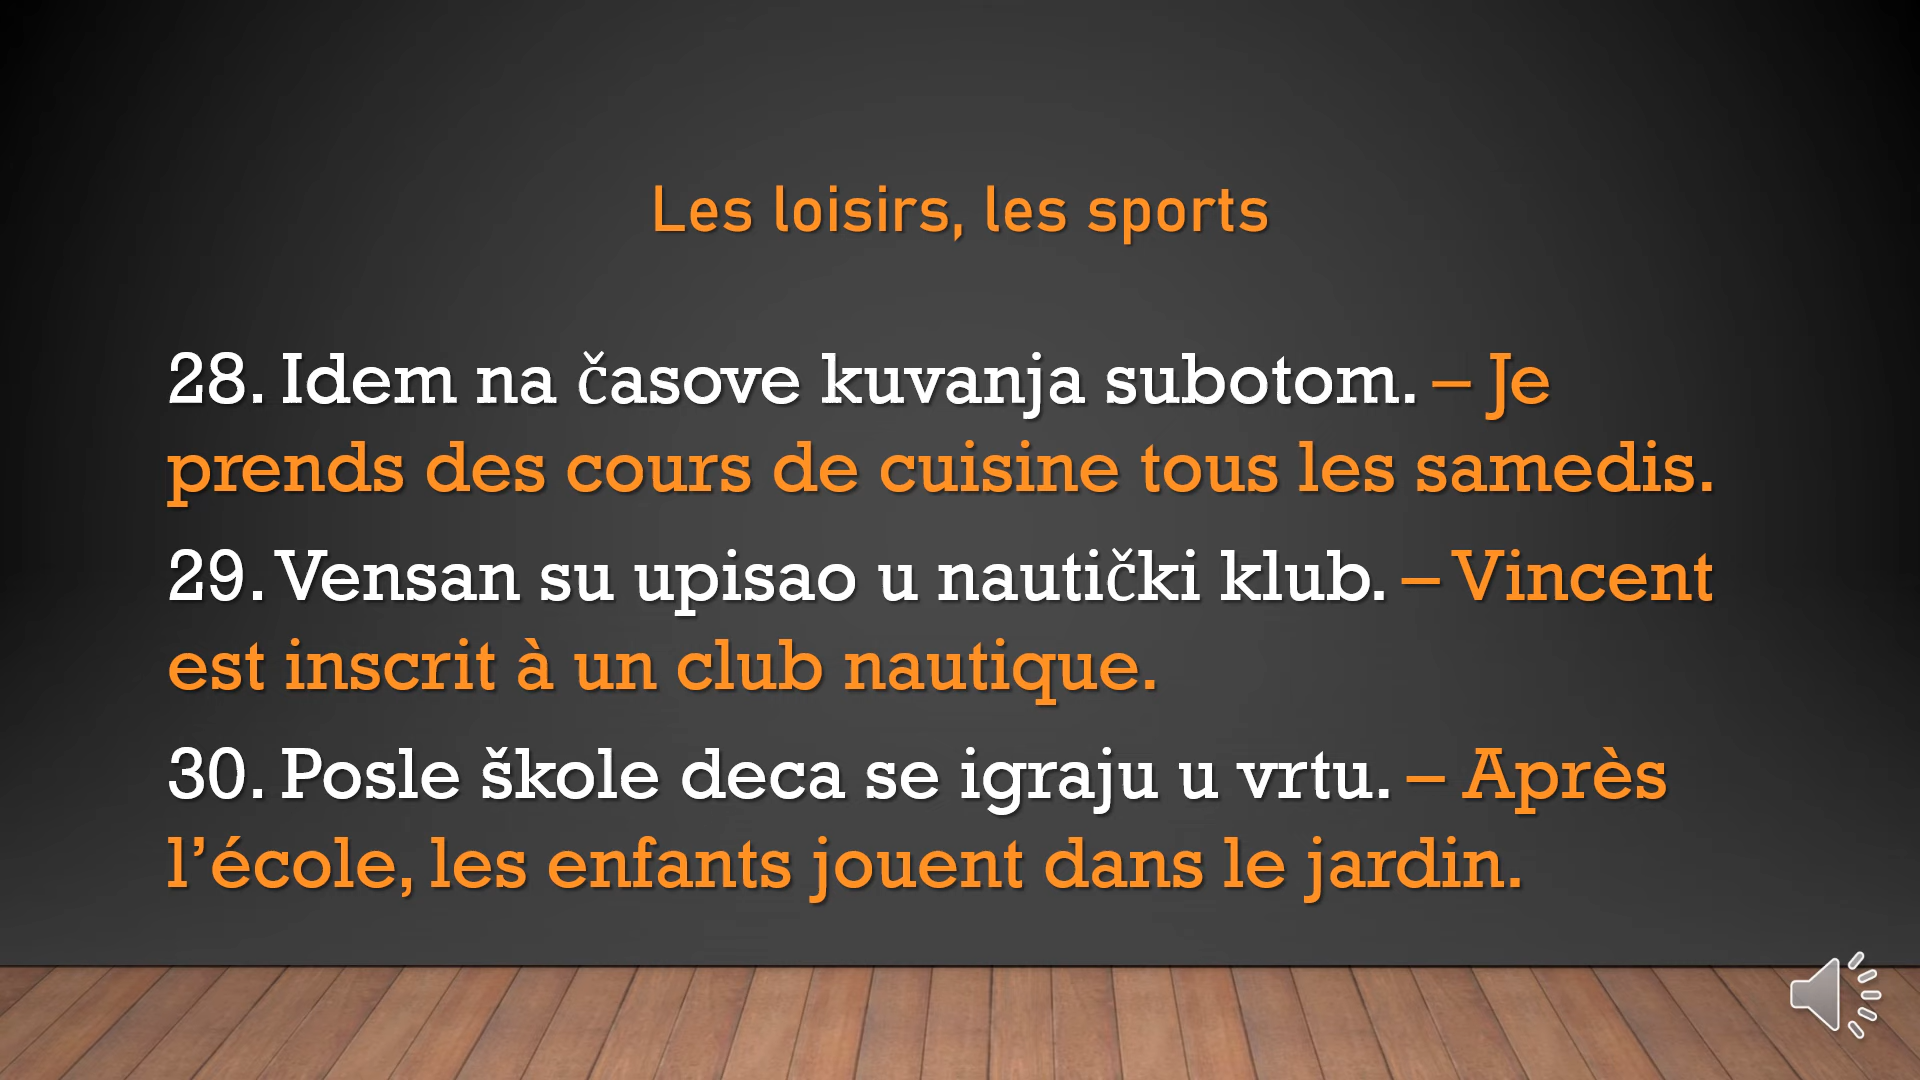 Les loisirs, les sports
28. Idem na časove kuvanja subotom. – Je
prends des cours de cuisine tous les samedis.
29. Vensan su upisao u nautički klub. – Vincent
est inscrit à un club nautique.
30. Posle škole deca se igraju u vrtu. – Après
l’école, les enfants jouent dans le jardin.